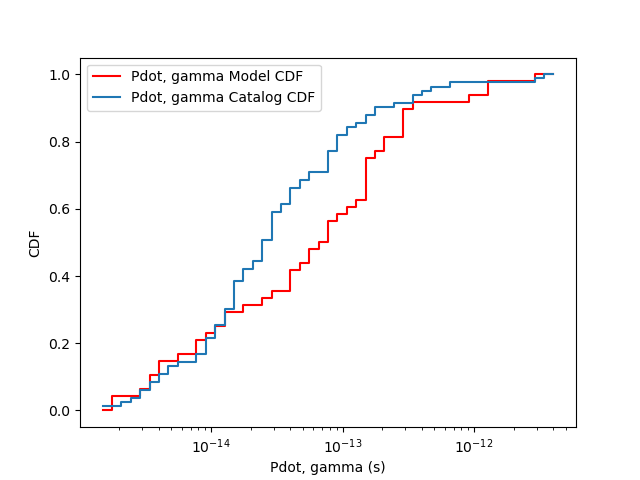 Pdot, gamma Model CDF
Pdot, gamma Catalog CDF
1.0
0.8
0.6
0.4
0.2
0.0
CDF
10⁻¹⁴ 10⁻¹³ 10⁻¹²
Pdot, gamma (s)